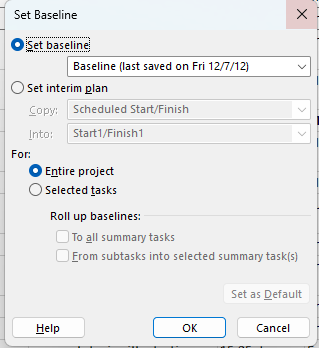 Set Baseline
Set baseline
Baseline (last saved on Fri 12/7/12)
Set interim plan
Copy: Scheduled Start/Finish
Into: Start1/Finish1
For:
Entire project
Selected tasks
Roll up baselines:
To all summary tasks
From subtasks into selected summary task(s)
Set as Default
Help OK Cancel